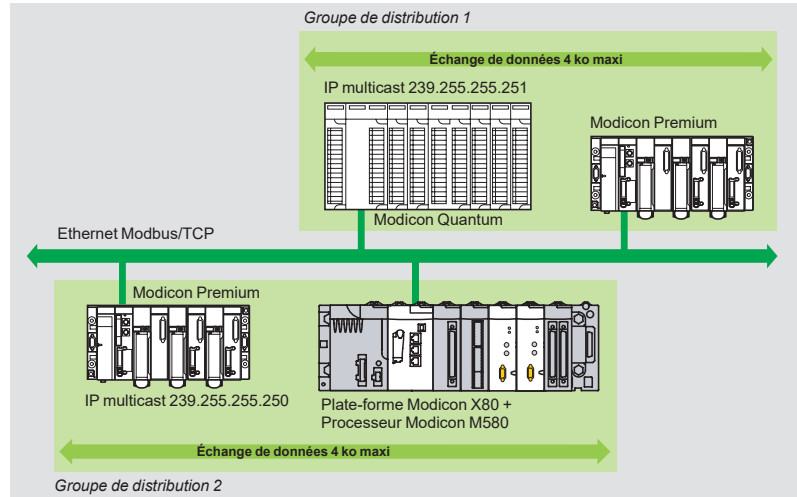 Groupe de distribution 1
Échange de données 4 ko maxi
IP multicast 239.255.255.251
Modicon Premium
Modicon Quantum
Ethernet Modbus/TCP
Modicon Premium
IP multicast 239.255.255.250
Plate-forme Modicon X80 +
Processeur Modicon M580
Échange de données 4 ko maxi
Groupe de distribution 2